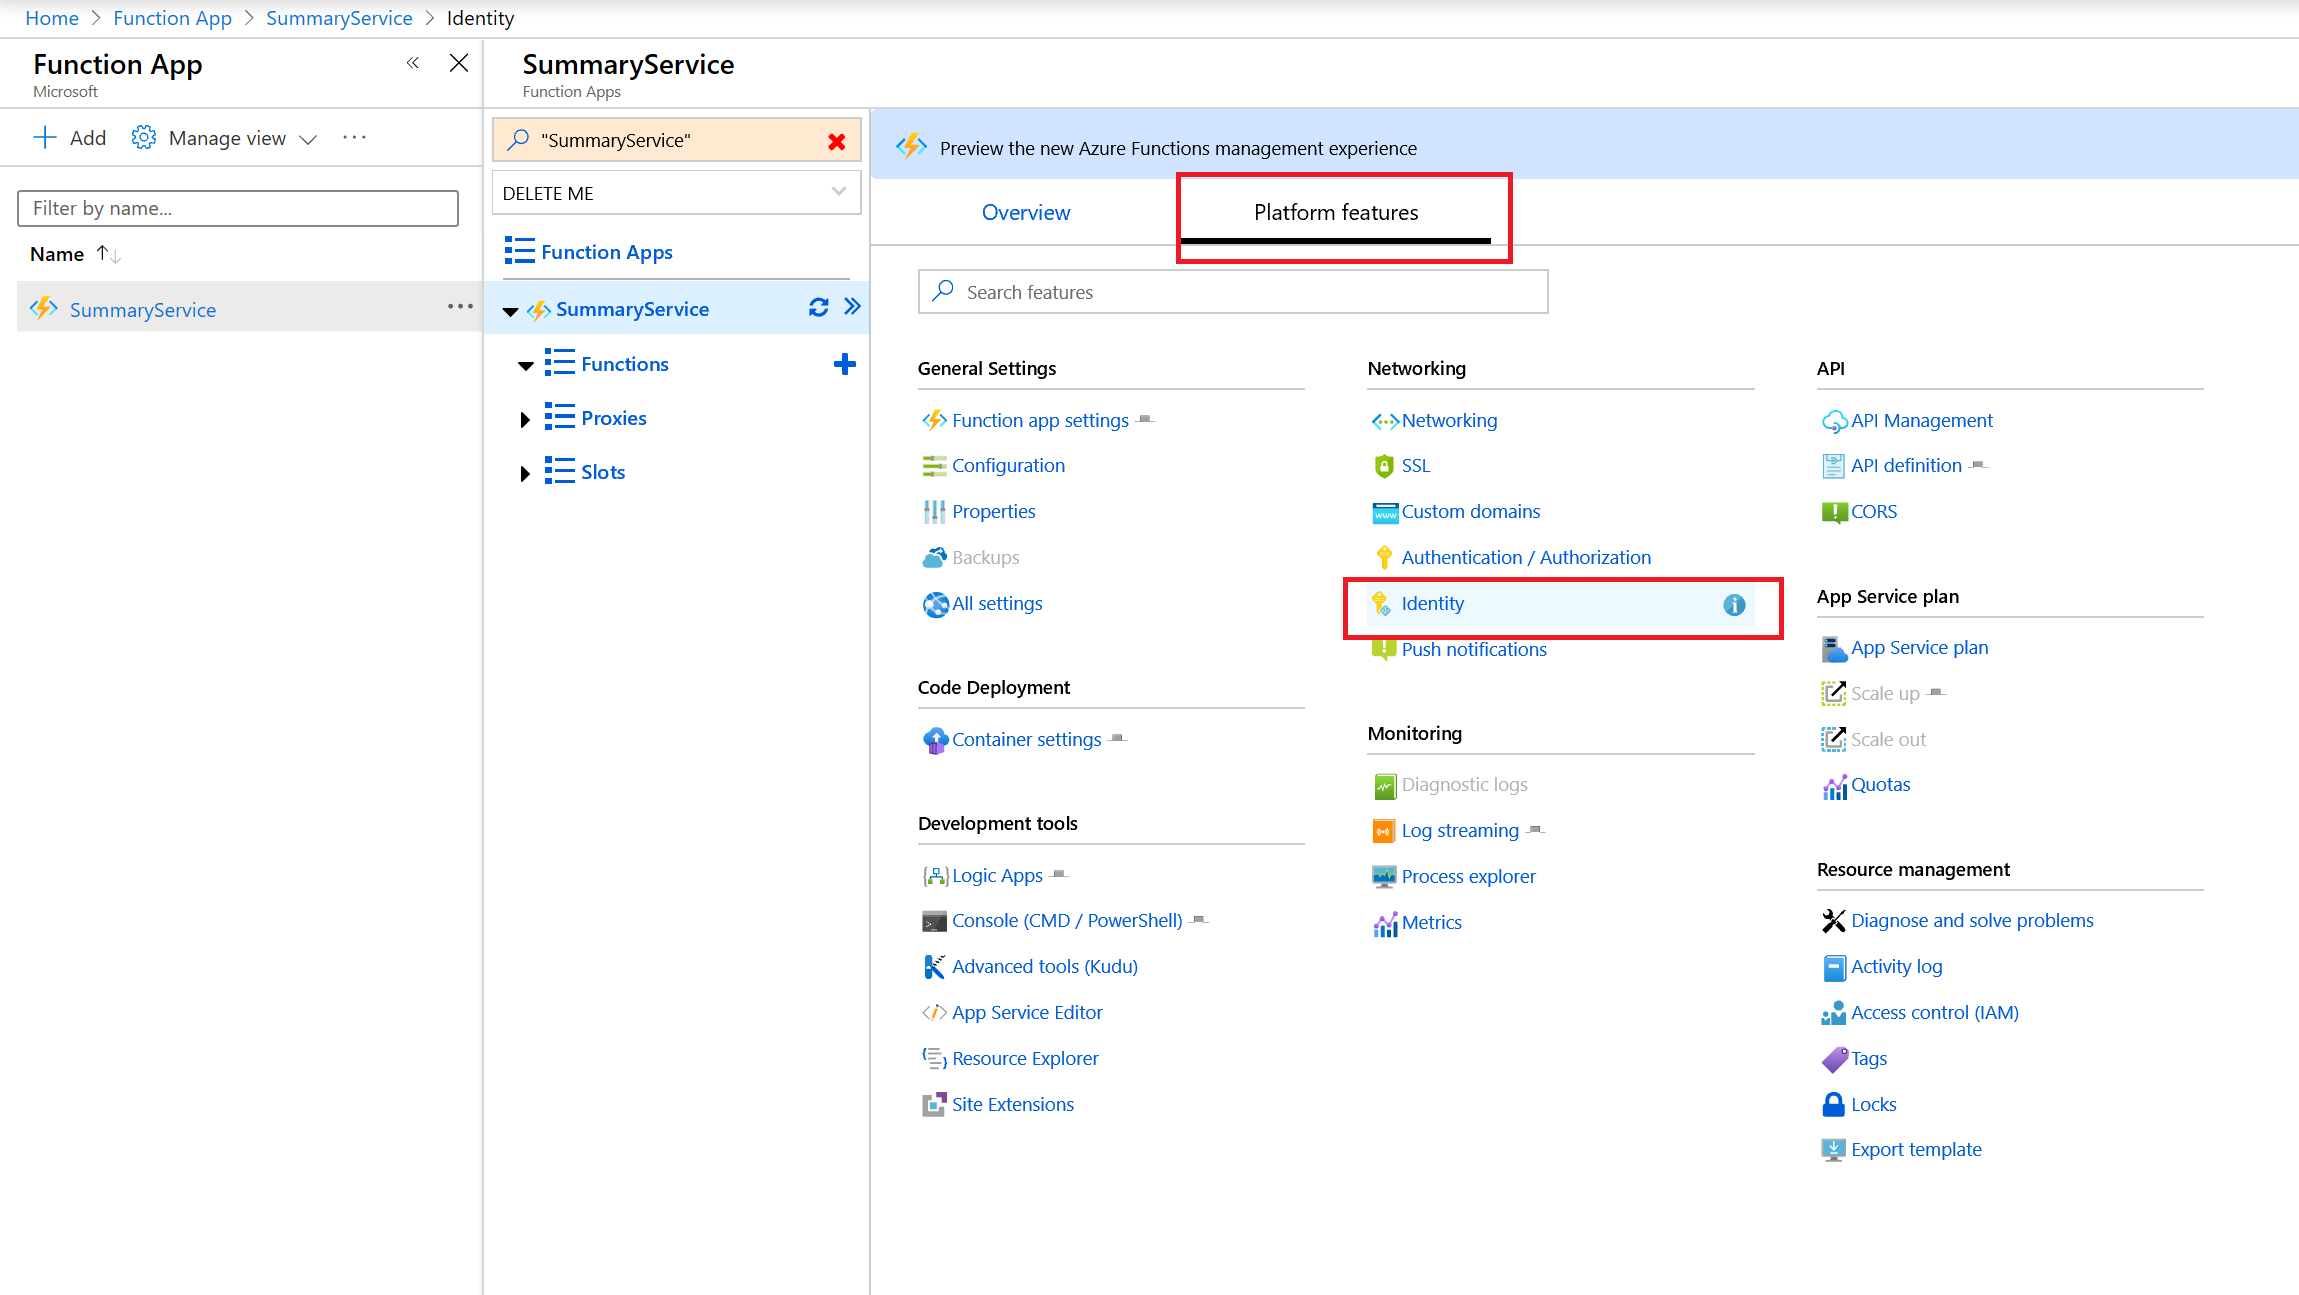 Home > Function App > SummaryService > Identity
Function App
Microsoft
Add Manage view ···
Filter by name...
Name
SummaryService ···
SummaryService
Function Apps
"SummaryService"
DELETE ME
Function Apps
SummaryService
Functions
Proxies
Slots
Preview the new Azure Functions management experience
Overview
Platform features
Search features
General Settings
Function app settings
Configuration
Properties
Backups
All settings
Code Deployment
Container settings
Development tools
Logic Apps
Console (CMD / PowerShell)
Advanced tools (Kudu)
App Service Editor
Resource Explorer
Site Extensions
Networking
Networking
SSL
Custom domains
Authentication / Authorization
Identity
Push notifications
Monitoring
Diagnostic logs
Log streaming
Process explorer
Metrics
API
API Management
API definition
CORS
App Service plan
App Service plan
Scale up
Scale out
Quotas
Resource management
Diagnose and solve problems
Activity log
Access control (IAM)
Tags
Locks
Export template